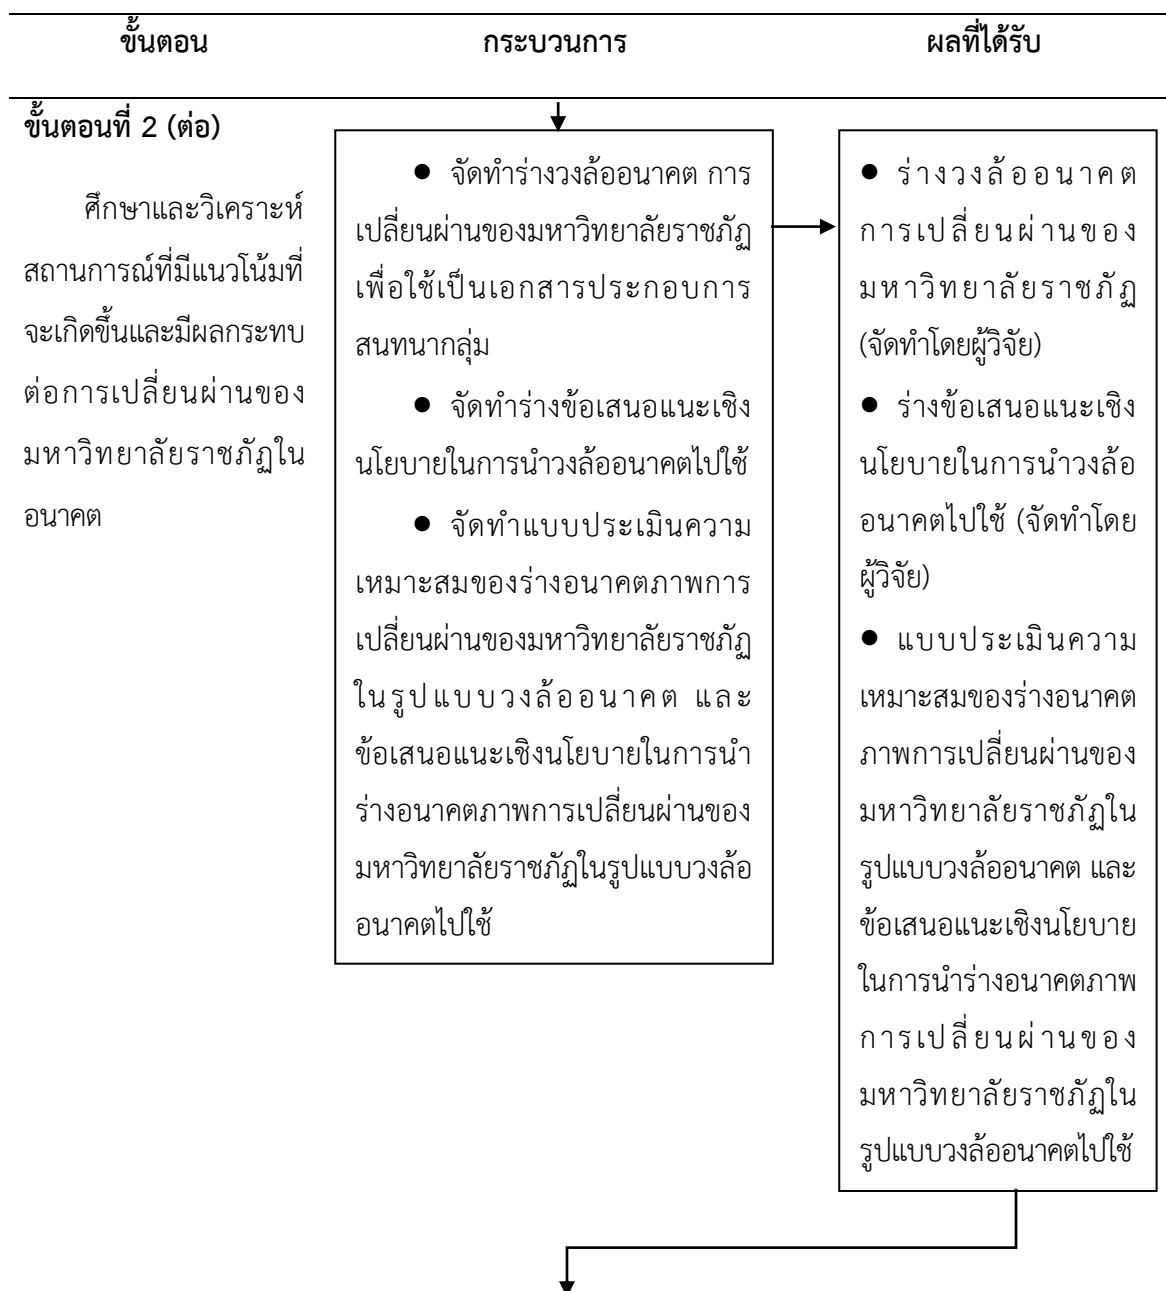 ขั้นตอน กระบวนการ ผลที่ได้รับ
ขั้นตอนที่ 2 (ต่อ)
ศึกษาและวิเคราะห์
สถานการณ์ที่มีแนวโน้มที่
จะเกิดขึ้นและมีผลกระทบ
ต่อการเปลี่ยนผ่านของ
มหาวิทยาลัยราชภัฏใน
อนาคต
● จัดทำร่างวงล้ออนาคต การ
เปลี่ยนผ่านของมหาวิทยาลัยราชภัฏ
เพื่อใช้เป็นเอกสารประกอบการ
สนทนากลุ่ม
● จัดทำร่างข้อเสนอแนะเชิง
นโยบายในการนำวงล้ออนาคตไปใช้
● จัดทำแบบประเมินความ
เหมาะสมของร่างอนาคตภาพการ
เปลี่ยนผ่านของมหาวิทยาลัยราชภัฏ
ในรูปแบบวงล้ออนาคต และ
ข้อเสนอแนะเชิงนโยบายในการนำ
ร่างอนาคตภาพการเปลี่ยนผ่านของ
มหาวิทยาลัยราชภัฏในรูปแบบวงล้อ
อนาคตไปใช้
● ร่างวงล้ออนาคต
การเปลี่ยนผ่านของ
มหาวิทยาลัยราชภัฏ
(จัดทำโดยผู้วิจัย)
● ร่างข้อเสนอแนะเชิง
นโยบายในการนำวงล้อ
อนาคตไปใช้ (จัดทำโดย
ผู้วิจัย)
● แบบประเมินความ
เหมาะสมของร่างอนาคต
ภาพการเปลี่ยนผ่านของ
มหาวิทยาลัยราชภัฏใน
รูปแบบวงล้ออนาคต และ
ข้อเสนอแนะเชิงนโยบาย
ในการนำร่างอนาคตภาพ
การเปลี่ยนผ่านของ
มหาวิทยาลัยราชภัฏใน
รูปแบบวงล้ออนาคตไปใช้